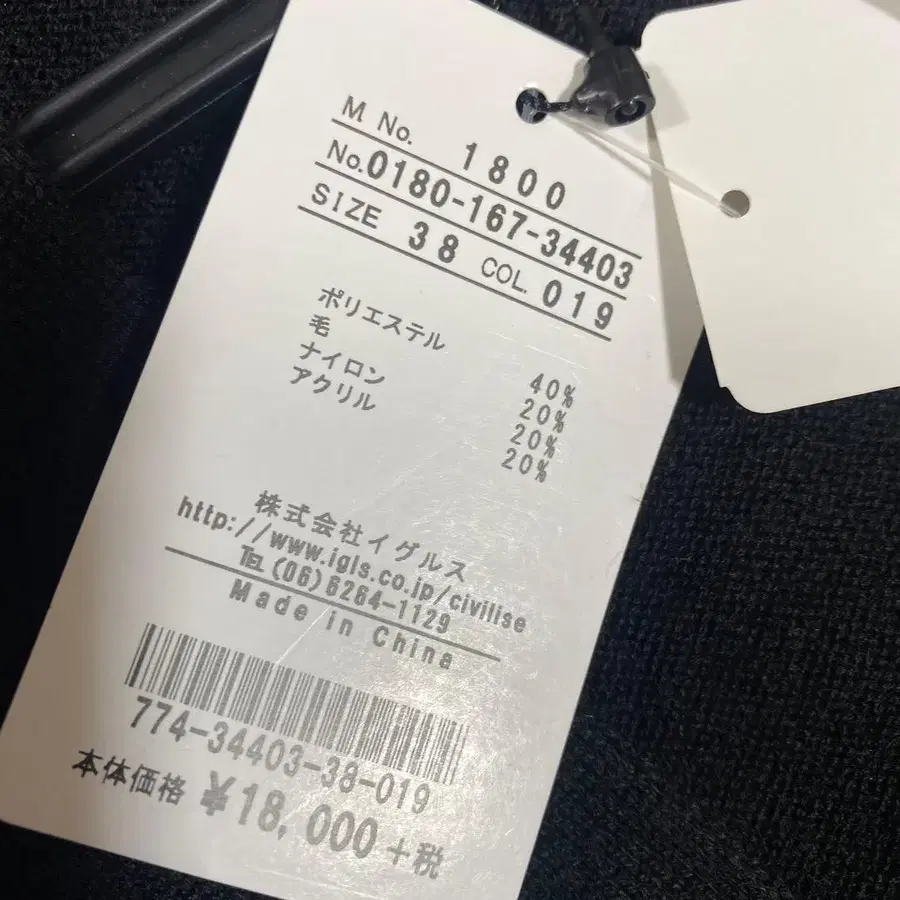 M No. 1800
No.0180-167-34403
SIZE 38 COL. 019
ポリエステル 40%
毛 20%
ナイロン 20%
アクリル 20%
株式会社イグルス
http://www.igls.co.jp/civilise
TEL(06)6264-1129
Made in China
774-34403-38-019
本体価格 ¥18,000+税